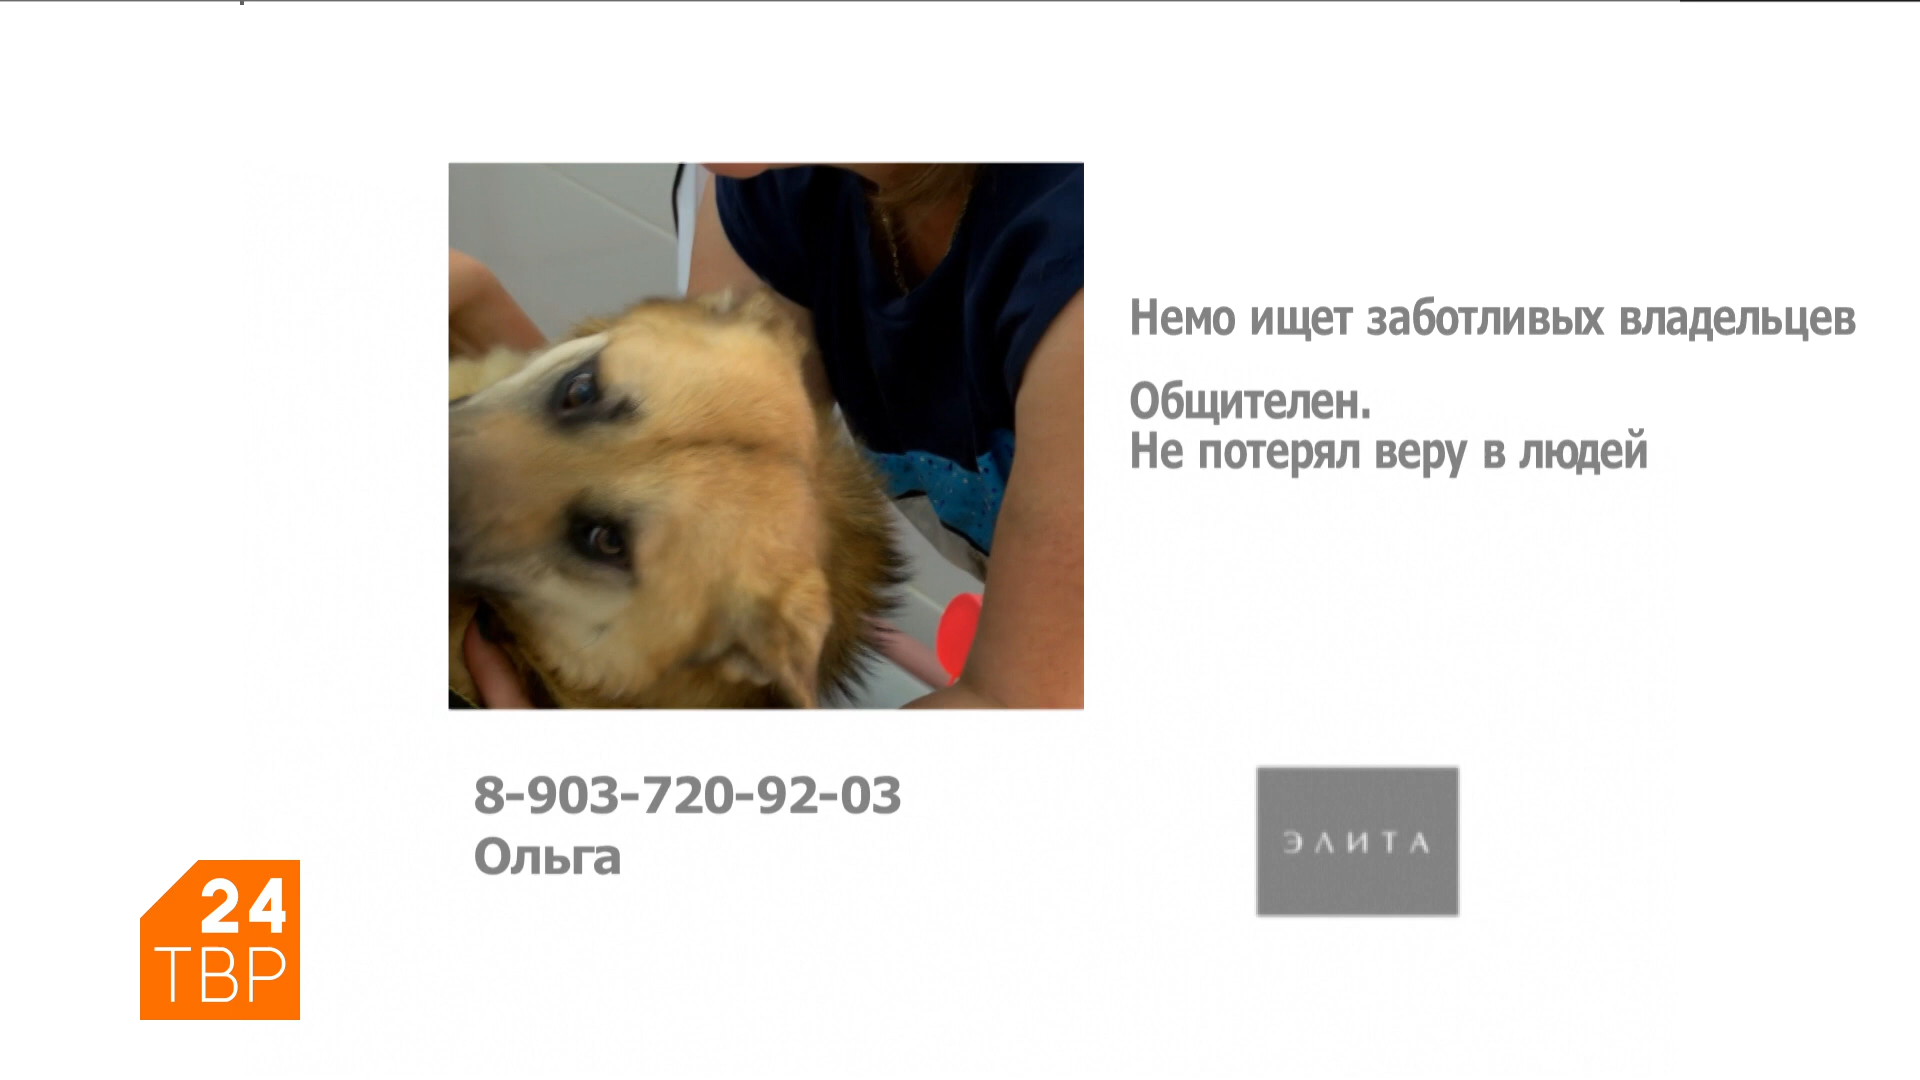 Немо ищет заботливых владельцев
Общителен.
Не потерял веру в людей
8-903-720-92-03
Ольга
ЭЛИТА
24
ТВР